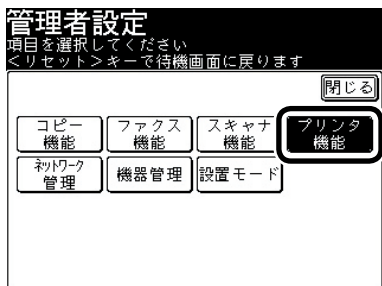 管理者設定
項目を選択してください
<リセット>キーで待機画面に戻ります
閉じる
コピー
機能
ファクス
機能
スキャナ
機能
プリンタ
機能
ネットワーク
管理
機器管理
設置モード